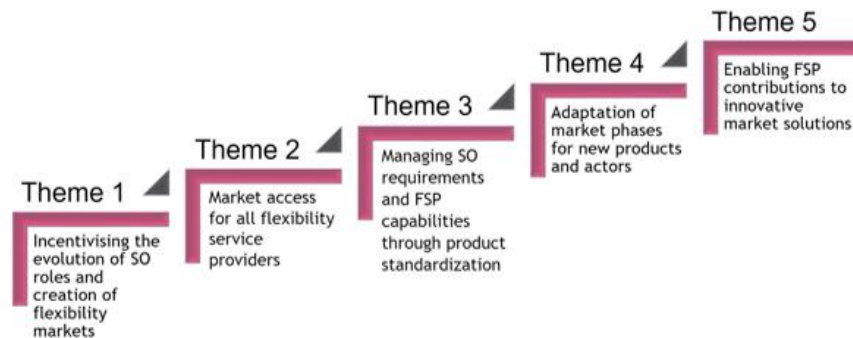 Theme 1
Incentivising the
evolution of SO
roles and
creation of
flexibility
markets
Theme 2
Market access
for all flexibility
service
providers
Theme 3
Managing SO
requirements
and FSP
capabilities
through product
standardization
Theme 4
Adaptation of
market phases
for new products
and actors
Theme 5
Enabling FSP
contributions to
innovative
market solutions